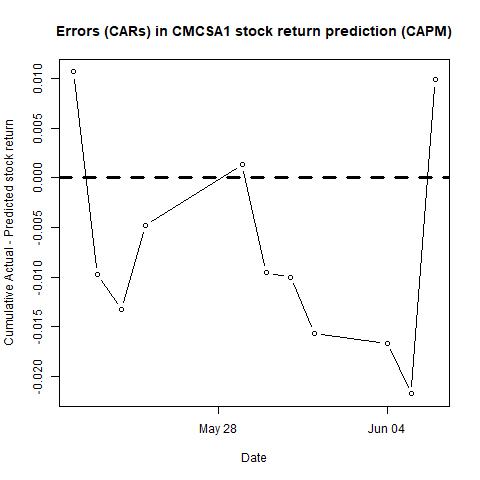 Errors (CARs) in CMCSA1 stock return prediction (CAPM)
Cumulative Actual - Predicted stock return
0.010
0.005
0.000
-0.005
-0.010
-0.015
-0.020
May 28
Jun 04
Date